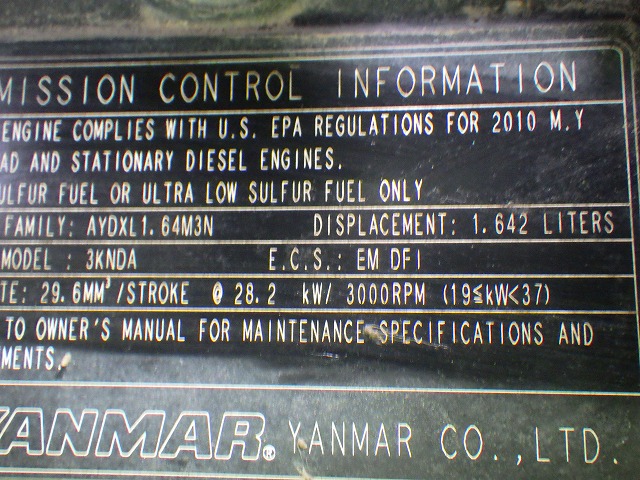 MISSION CONTROL INFORMATION
ENGINE COMPLIES WITH U.S. EPA REGULATIONS FOR 2010 M.Y
AD AND STATIONARY DIESEL ENGINES.
ULFUR FUEL OR ULTRA LOW SULFUR FUEL ONLY
FAMILY: AYDXL1.64M3N DISPLACEMENT: 1.642 LITERS
MODEL : 3KNDA E.C.S.: EM DFI
TE: 29.6MM³/STROKE @ 28.2 kW/ 3000RPM (19≦kW<37)
TO OWNER'S MANUAL FOR MAINTENANCE SPECIFICATIONS AND
MENTS.
YANMAR® YANMAR CO.,LTD.